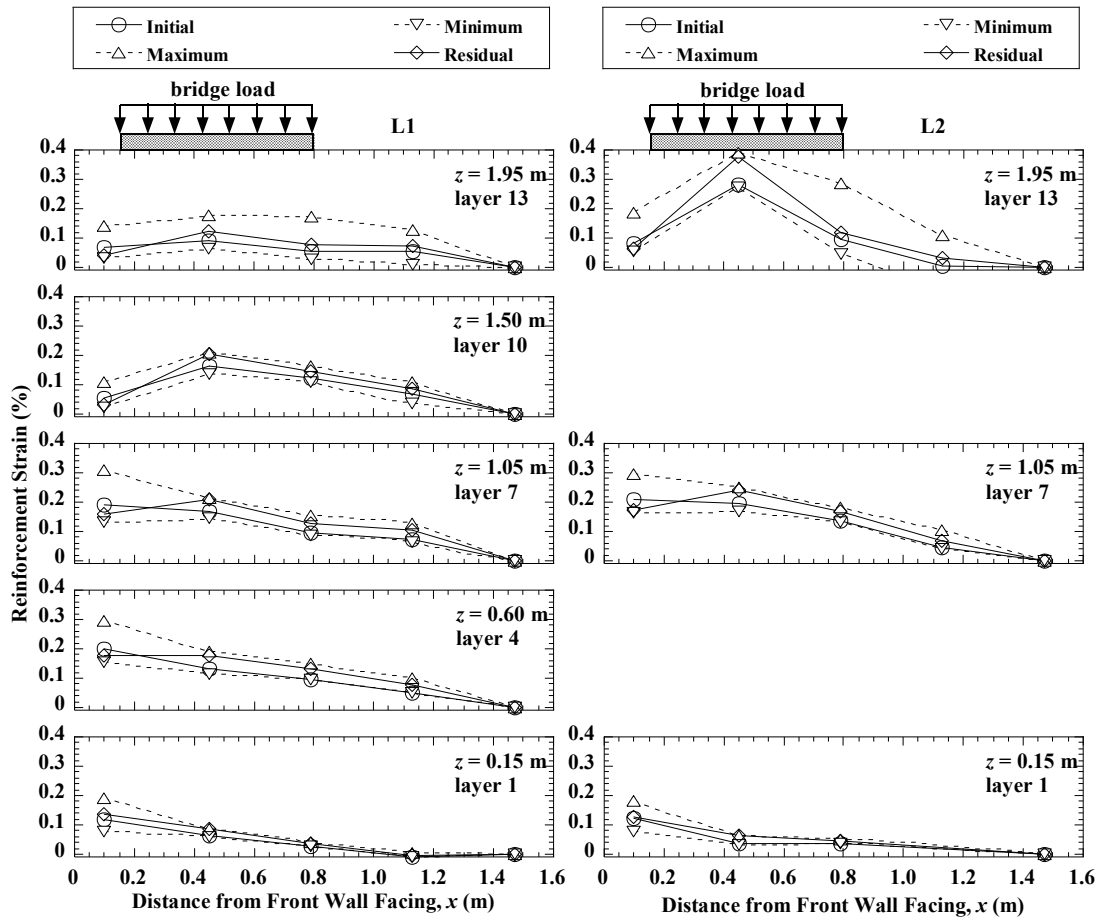 Initial
Maximum
Minimum
Residual
bridge load
L1
0.4
0.3
0.2
0.1
0
z = 1.95 m
layer 13
0.4
0.3
0.2
0.1
0
z = 1.50 m
layer 10
0.4
0.3
0.2
0.1
0
z = 1.05 m
layer 7
0.4
0.3
0.2
0.1
0
z = 0.60 m
layer 4
0.4
0.3
0.2
0.1
0
z = 0.15 m
layer 1
0 0.2 0.4 0.6 0.8 1.0 1.2 1.4 1.6
Distance from Front Wall Facing, x (m)
Reinforcement Strain (%)
Initial
Maximum
Minimum
Residual
bridge load
L2
0.4
0.3
0.2
0.1
0
z = 1.95 m
layer 13
0.4
0.3
0.2
0.1
0
z = 1.05 m
layer 7
0.4
0.3
0.2
0.1
0
z = 0.15 m
layer 1
0 0.2 0.4 0.6 0.8 1.0 1.2 1.4 1.6
Distance from Front Wall Facing, x (m)